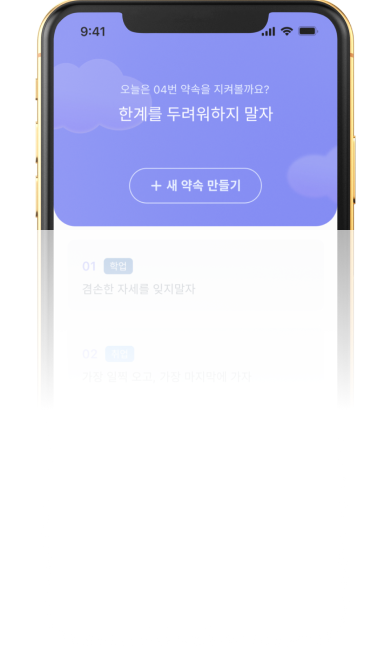 9:41
오늘은 04번 약속을 지켜볼까요?
한계를 두려워하지 말자
+ 새 약속 만들기
01 학업
겸손한 자세를 잊지말자
02